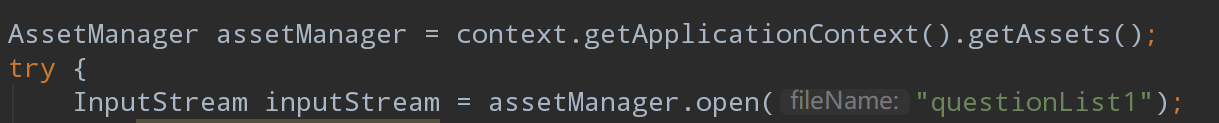 AssetManager assetManager = context.getApplicationContext().getAssets();
try {
InputStream inputStream = assetManager.open( fileName: "questionList1");